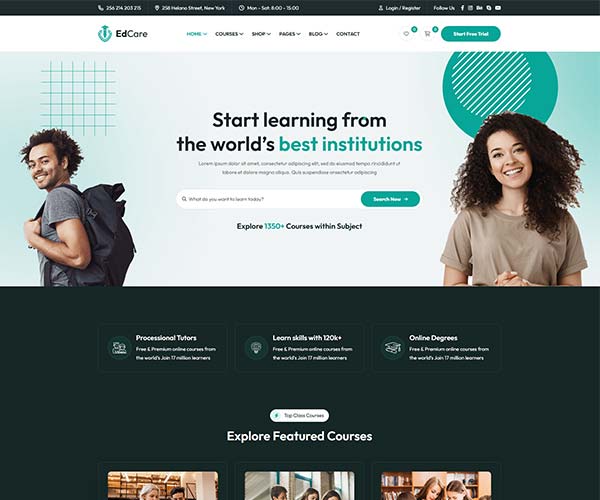 256 214 203 215
258 Helano Street, New York
Mon - Sat: 8:00 - 15:00
Login / Register
Follow Us
EdCare
HOME
COURSES
SHOP
PAGES
BLOG
CONTACT
0
0
Start Free Trial
Start learning from
the world's best institutions
Lorem ipsum dolor sit amet, consectetur adipiscing elit, sed do eiusmod tempo rincididunt ut
labore et dolore magna aliqua. Quis suspendisse onsectetur adipiscing
What do you want to learn today?
Search Now
Explore 1350+ Courses within Subject
Processional Tutors
Free & Premium online courses from
the world's Join 17 million learners
Learn skills with 120k+
Free & Premium online courses from
the world's Join 17 million learners
Online Degrees
Free & Premium online courses from
the world's Join 17 million learners
Top Class Courses
Explore Featured Courses